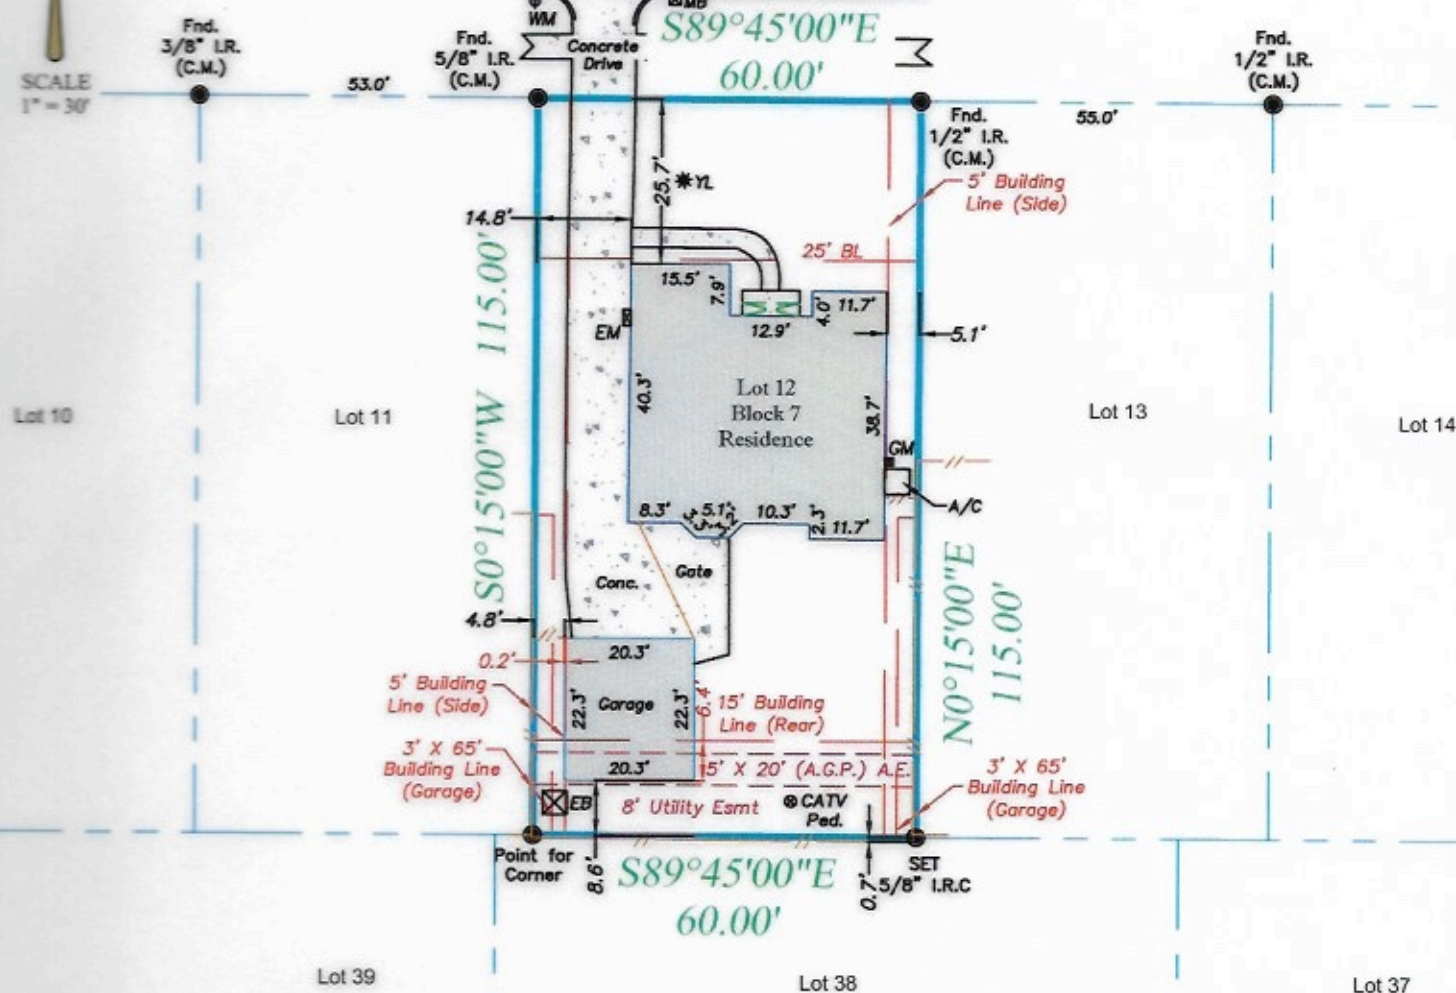 WM
MB
S89°45'00"E
60.00'
Concrete
Drive
Fnd.
3/8" I.R.
(C.M.)
Fnd.
5/8" I.R.
(C.M.)
Fnd.
1/2" I.R.
(C.M.)
SCALE
1" = 30'
53.0'
Fnd.
1/2" I.R.
(C.M.)
55.0'
25.7'
YL
5' Building
Line (Side)
14.8'
25' BL
S0°15'00"W 115.00'
15.5'
7.9'
4.0'
11.7'
12.9'
EM
5.1'
40.3'
Lot 12
Block 7
Residence
38.7'
Lot 10
Lot 11
Lot 13
Lot 14
GM
A/C
8.3'
5.1'
10.3'
2.3'
11.7'
Gate
Conc.
4.8'
N0°15'00"E
115.00'
0.2'
20.3'
5' Building
Line (Side)
22.3'
Garage
22.3'
6.4'
15' Building
Line (Rear)
3' X 65'
Building Line
(Garage)
20.3'
5' X 20' (A.G.P.) A.E.
3' X 65'
Building Line
(Garage)
EB
8' Utility Esmt
CATV
Ped.
Point for
Corner
8.6'
S89°45'00"E
60.00'
0.7'
SET
5/8" I.R.C
Lot 39
Lot 38
Lot 37